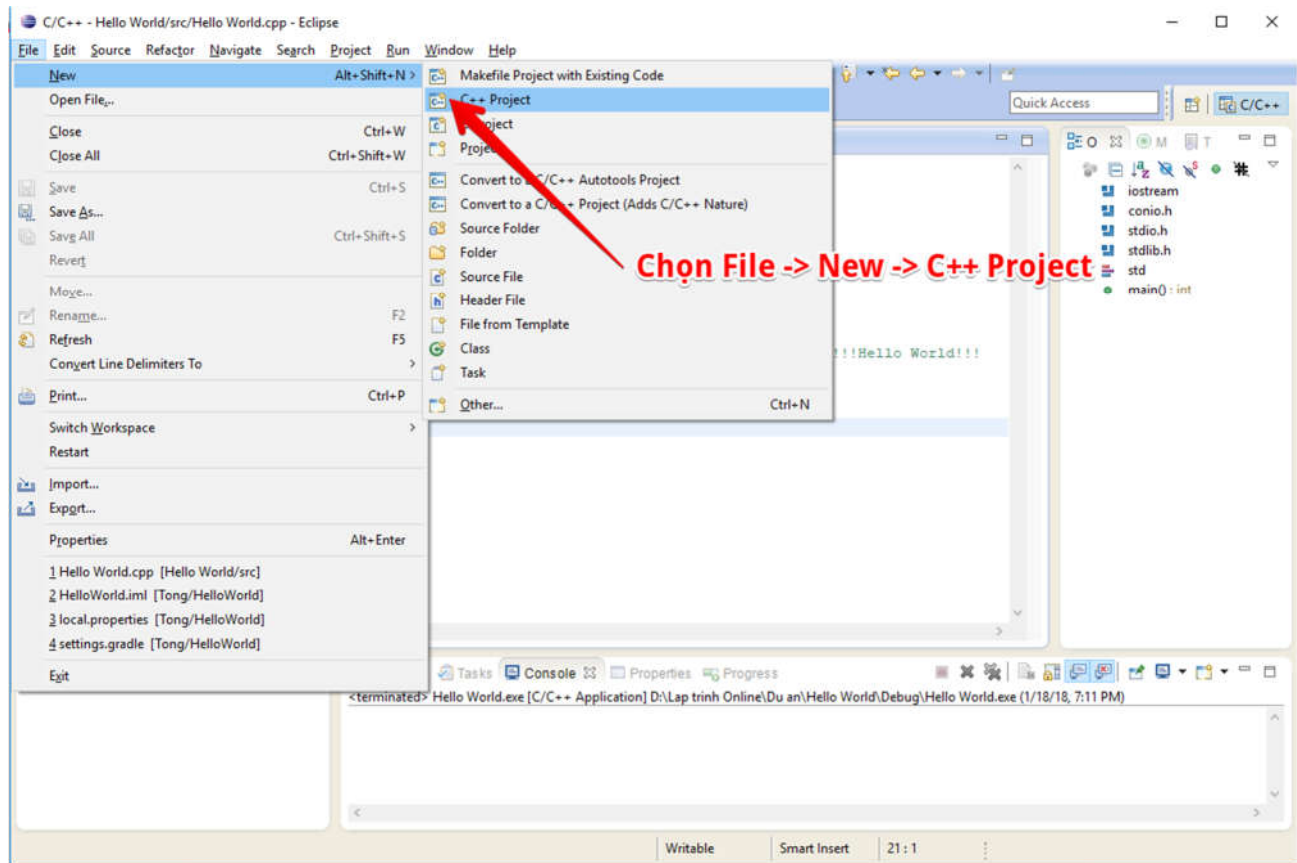 C/C++ - Hello World/src/Hello World.cpp - Eclipse
File Edit Source Refactor Navigate Search Project Run Window Help
New Alt+Shift+N >
Open File...
Close Ctrl+W
Close All Ctrl+Shift+W
Save Ctrl+S
Save As...
Save All Ctrl+Shift+S
Revert
Move...
Rename... F2
Refresh F5
Convert Line Delimiters To >
Print... Ctrl+P
Switch Workspace >
Restart
Import...
Export...
Properties Alt+Enter
1 Hello World.cpp [Hello World/src]
2 HelloWorld.iml [Tong/HelloWorld]
3 local.properties [Tong/HelloWorld]
4 settings.gradle [Tong/HelloWorld]
Exit
Makefile Project with Existing Code
C++ Project
Project
Project
Convert to a C/C++ Autotools Project
Convert to a C/C++ Project (Adds C/C++ Nature)
Source Folder
Folder
Source File
Header File
File from Template
Class
Task
Other... Ctrl+N
Chọn File -> New -> C++ Project
!!!Hello World!!!
Quick Access
C/C++
O M T
iostream
conio.h
stdio.h
stdlib.h
std
main() : int
Tasks Console Properties Progress
<terminated> Hello World.exe [C/C++ Application] D:\Lap trinh Online\Du an\Hello World\Debug\Hello World.exe (1/18/18, 7:11 PM)
Writable Smart Insert 21 : 1